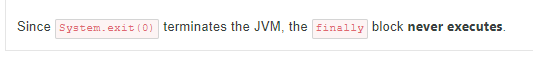 Since System.exit(0) terminates the JVM, the finally block never executes.